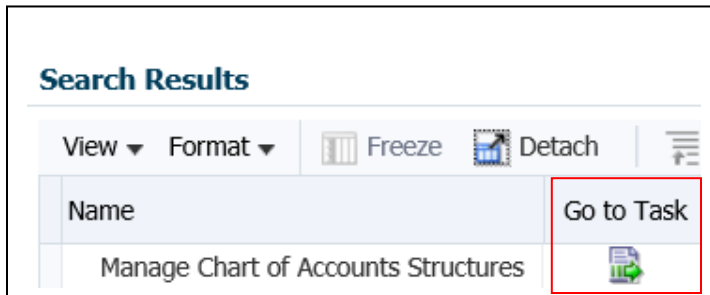 Search Results
View Format Freeze Detach
Name Go to Task
Manage Chart of Accounts Structures